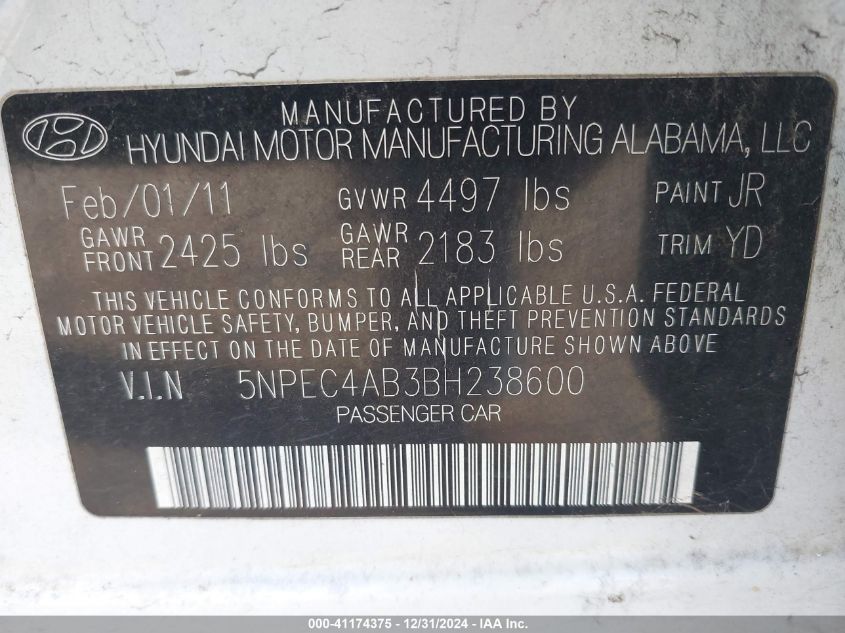 MANUFACTURED BY
HYUNDAI MOTOR MANUFACTURING ALABAMA, LLC
Feb/01/11 GVWR 4497 lbs PAINT JR
GAWR FRONT 2425 lbs GAWR REAR 2183 lbs TRIM YD
THIS VEHICLE CONFORMS TO ALL APPLICABLE U.S.A. FEDERAL
MOTOR VEHICLE SAFETY, BUMPER, AND THEFT PREVENTION STANDARDS
IN EFFECT ON THE DATE OF MANUFACTURE SHOWN ABOVE
V.I.N 5NPEC4AB3BH238600
PASSENGER CAR
000-41174375 - 12/31/2024 - IAA Inc.